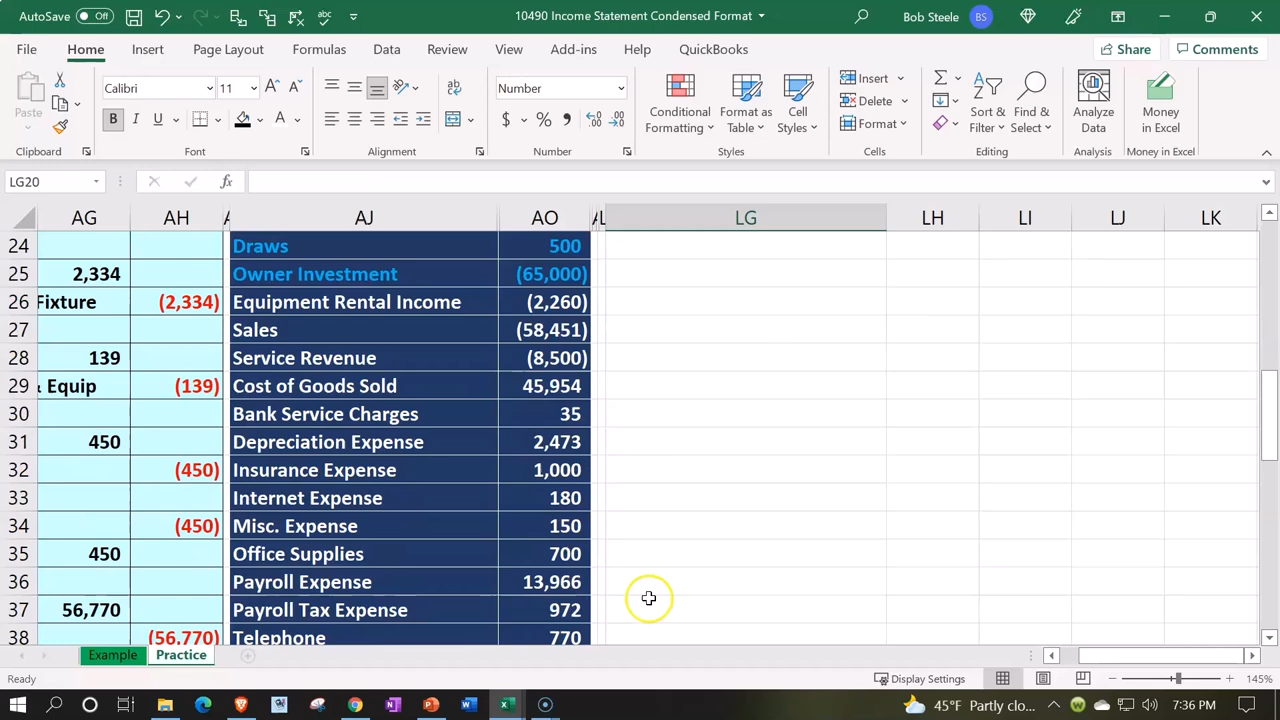 AutoSave Off 10490 Income Statement Condensed Format Bob Steele BS
File Home Insert Page Layout Formulas Data Review View Add-ins Help QuickBooks Share Comments
Paste Calibri 11 Number Conditional Formatting Format as Table Cell Styles Insert Delete Format Sort & Filter Find & Select Analyze Data Money in Excel
Clipboard Font Alignment Number Styles Cells Editing Analysis Money in Excel
LG20 fx
AG AH A AJ AO LG LH LI LJ LK
24 Draws 500
25 2,334 Owner Investment (65,000)
26 Fixture (2,334) Equipment Rental Income (2,260)
27 Sales (58,451)
28 139 Service Revenue (8,500)
29 & Equip (139) Cost of Goods Sold 45,954
30 Bank Service Charges 35
31 450 Depreciation Expense 2,473
32 (450) Insurance Expense 1,000
33 Internet Expense 180
34 (450) Misc. Expense 150
35 450 Office Supplies 700
36 Payroll Expense 13,966
37 56,770 Payroll Tax Expense 972
38 (56,770) Telephone 770
Example Practice
Ready Display Settings 145%
45°F Partly clo... 7:36 PM